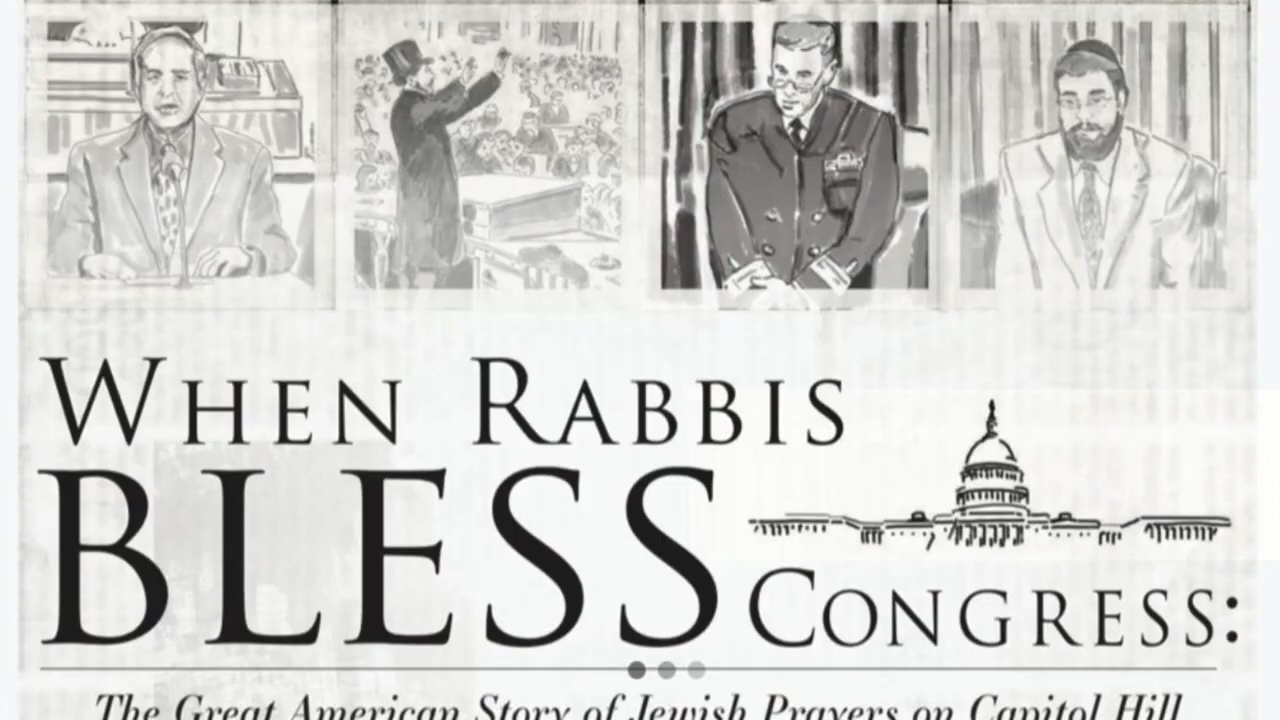 When Rabbis
BLESS
Congress:
The Great American Story of Jewish Prayers on Capitol Hill